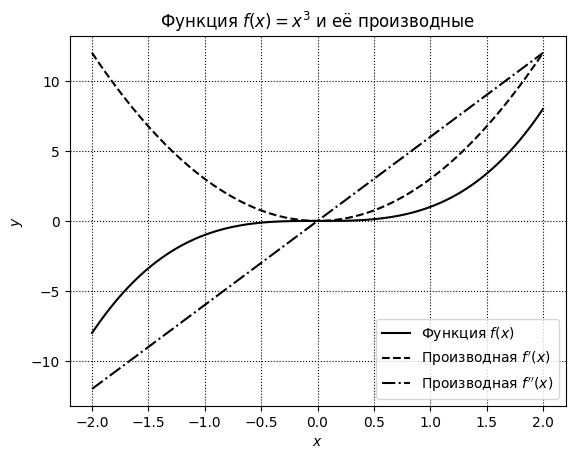 Функция f(x) = x³ и её производные
10
5
0
−5
−10
y
−2.0 −1.5 −1.0 −0.5 0.0 0.5 1.0 1.5 2.0
x
Функция f(x)
Производная f′(x)
Производная f″(x)